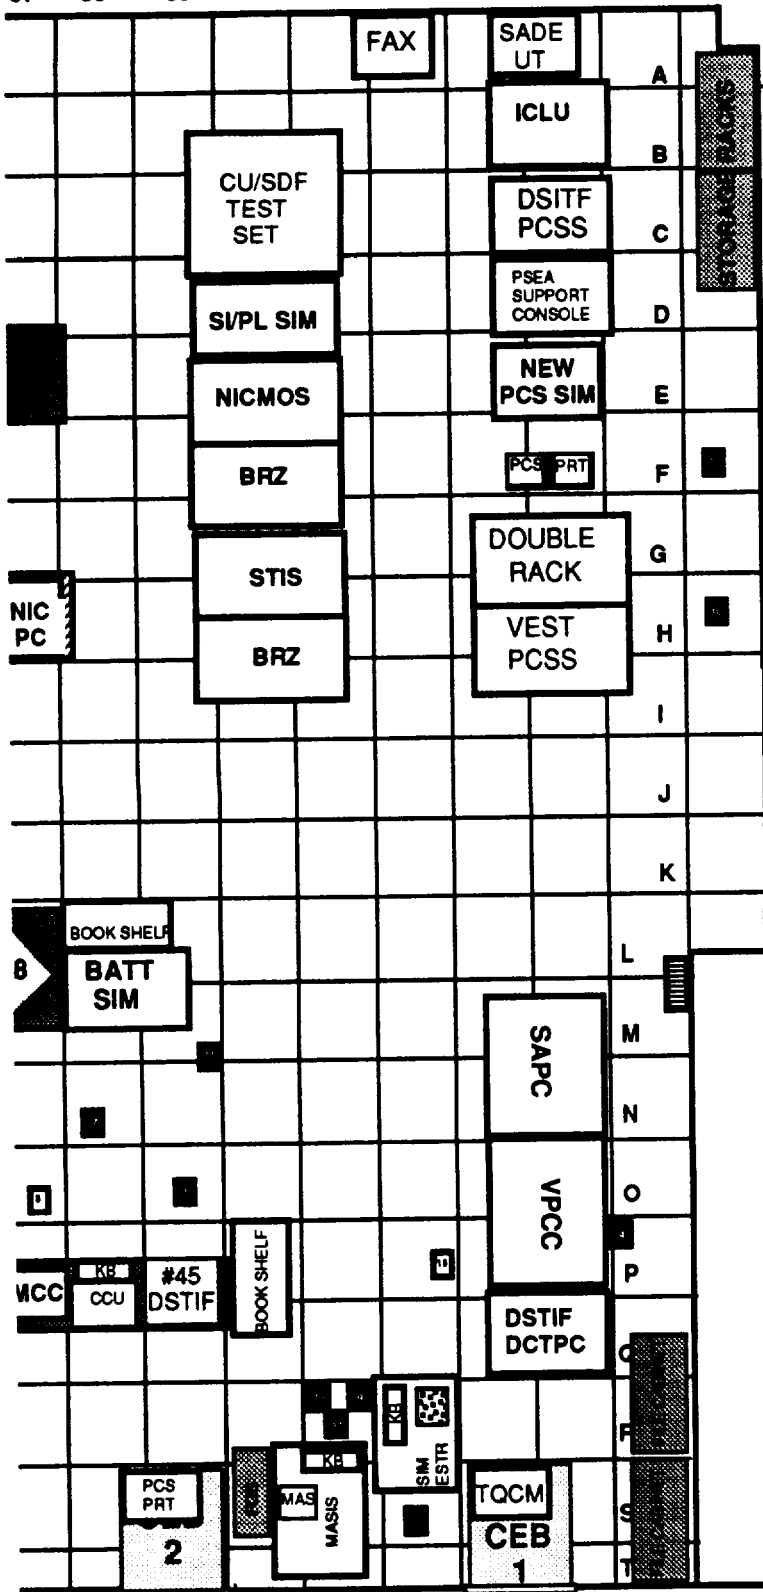 FAX
SADE
UT
A
ICLU
B
STORAGE RACKS
CU/SDF
TEST
SET
DSITF
PCSS
C
PSEA
SUPPORT
CONSOLE
D
SI/PL SIM
NEW
PCS SIM
E
NICMOS
BRZ
PCS
PRT
F
DOUBLE
RACK
G
STIS
NIC
PC
VEST
PCSS
H
BRZ
I
J
K
BOOK SHELF
L
8
BATT
SIM
SAPC
M
N
VPCC
O
P
MCC
KB
CCU
#45
DSTIF
BOOK SHELF
DSTIF
DCTPC
KB
SIM
ESTR
KB
MAS
MASIS
PCS
PRT
2
TQCM
CEB
1
S
T